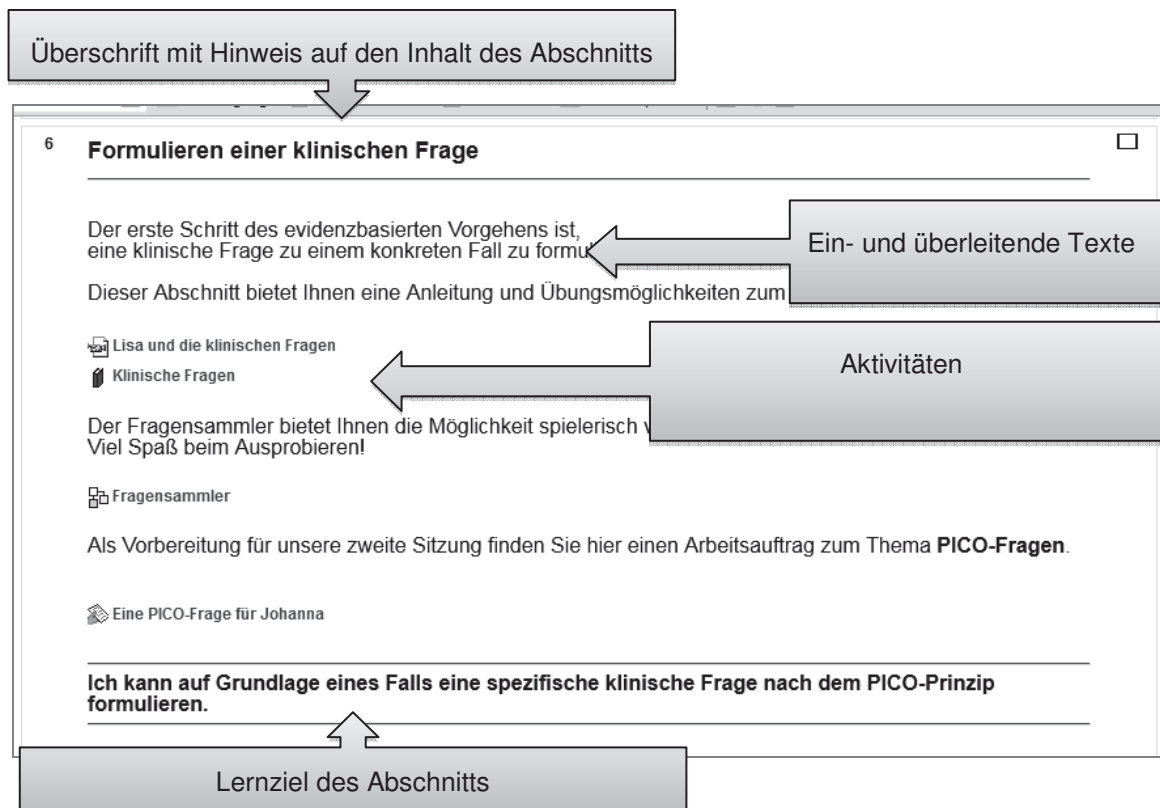 Überschrift mit Hinweis auf den Inhalt des Abschnitts
6 Formulieren einer klinischen Frage
Der erste Schritt des evidenzbasierten Vorgehens ist,
eine klinische Frage zu einem konkreten Fall zu
Ein- und überleitende Texte
Dieser Abschnitt bietet Ihnen eine Anleitung und Übungsmöglichkeiten zum
Lisa und die klinischen Fragen
Klinische Fragen
Aktivitäten
Der Fragensammler bietet Ihnen die Möglichkeit spielerisch
Viel Spaß beim Ausprobieren!
Fragensammler
Als Vorbereitung für unsere zweite Sitzung finden Sie hier einen Arbeitsauftrag zum Thema PICO-Fragen.
Eine PICO-Frage für Johanna
Ich kann auf Grundlage eines Falls eine spezifische klinische Frage nach dem PICO-Prinzip
formulieren.
Lernziel des Abschnitts